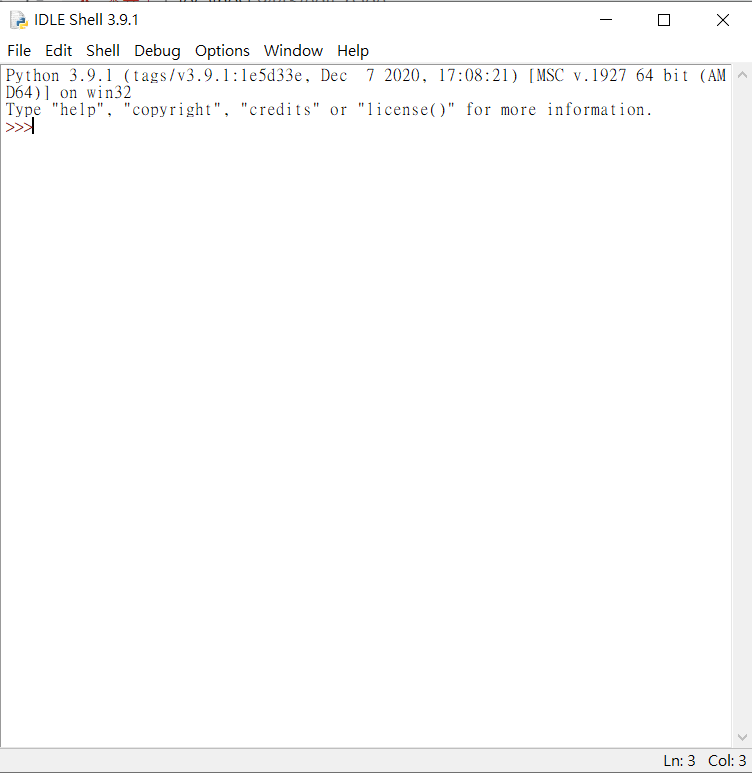 IDLE Shell 3.9.1
File Edit Shell Debug Options Window Help
Python 3.9.1 (tags/v3.9.1:1e5d33e, Dec  7 2020, 17:08:21) [MSC v.1927 64 bit (AM
D64)] on win32
Type "help", "copyright", "credits" or "license()" for more information.
>>>
Ln: 3 Col: 3